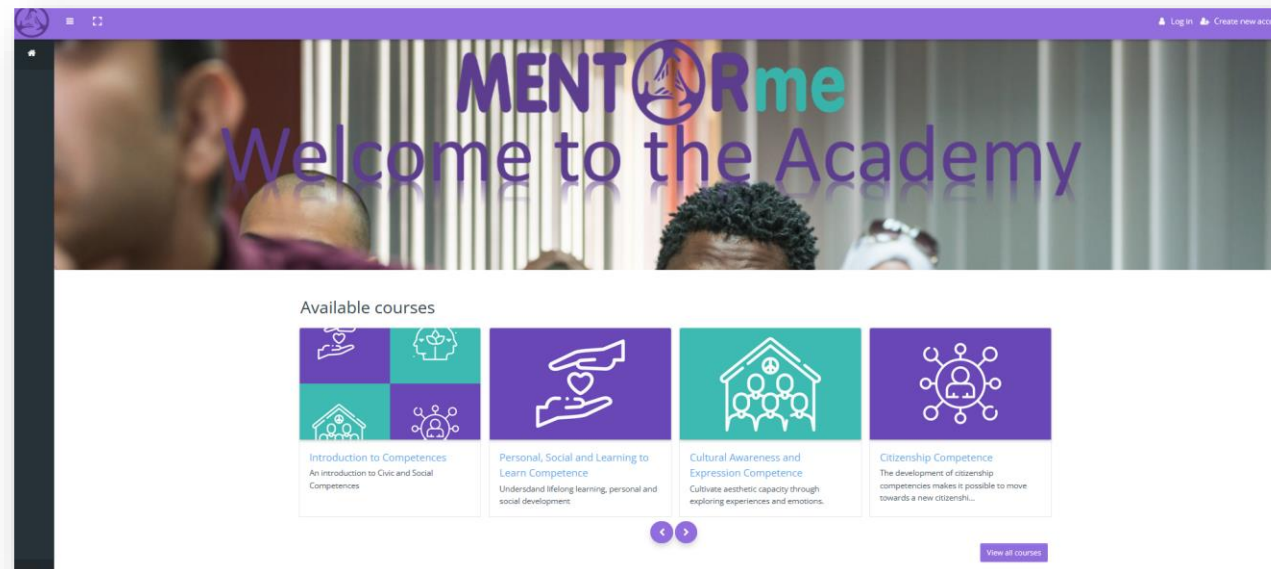 Log in Create new acc
MENTORme
Welcome to the Academy
Available courses
Introduction to Competences
An introduction to Civic and Social
Competences
Personal, Social and Learning to
Learn Competence
Undersdand lifelong learning, personal and
social development
Cultural Awareness and
Expression Competence
Cultivate aesthetic capacity through
exploring experiences and emotions.
Citizenship Competence
The development of citizenship
competencies makes it possible to move
towards a new citizenshi...
View all courses